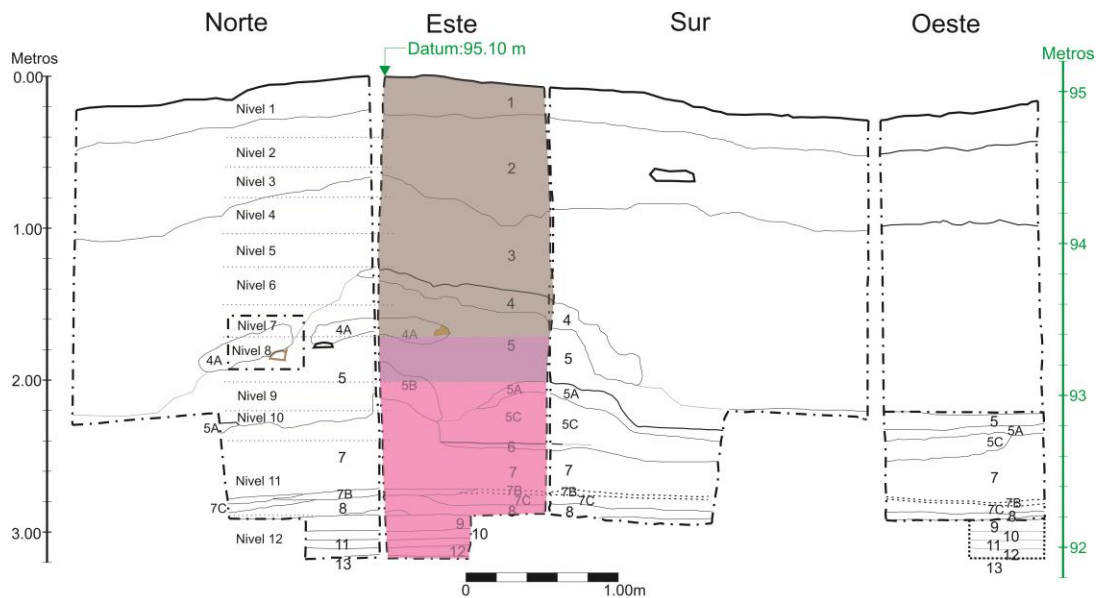 Norte Este Sur Oeste
Datum:95.10 m
Metros Metros
0.00
95
Nivel 1 1
Nivel 2 2
Nivel 3
Nivel 4
1.00 94
Nivel 5 3
Nivel 6
4
Nivel 7 4A 4A 4
Nivel 8 5
4A 5
2.00 5 93
Nivel 9 5B 5A 5A
Nivel 10 5C 5C 5
5A 5A
5C
6
7 7 7 7
Nivel 11
7B 7B 7B 7B
7C 7C 7C 7C
8 8 8 8
9 9
3.00 Nivel 12 10 10
11 12 11 12 92
13 13
0 1.00m